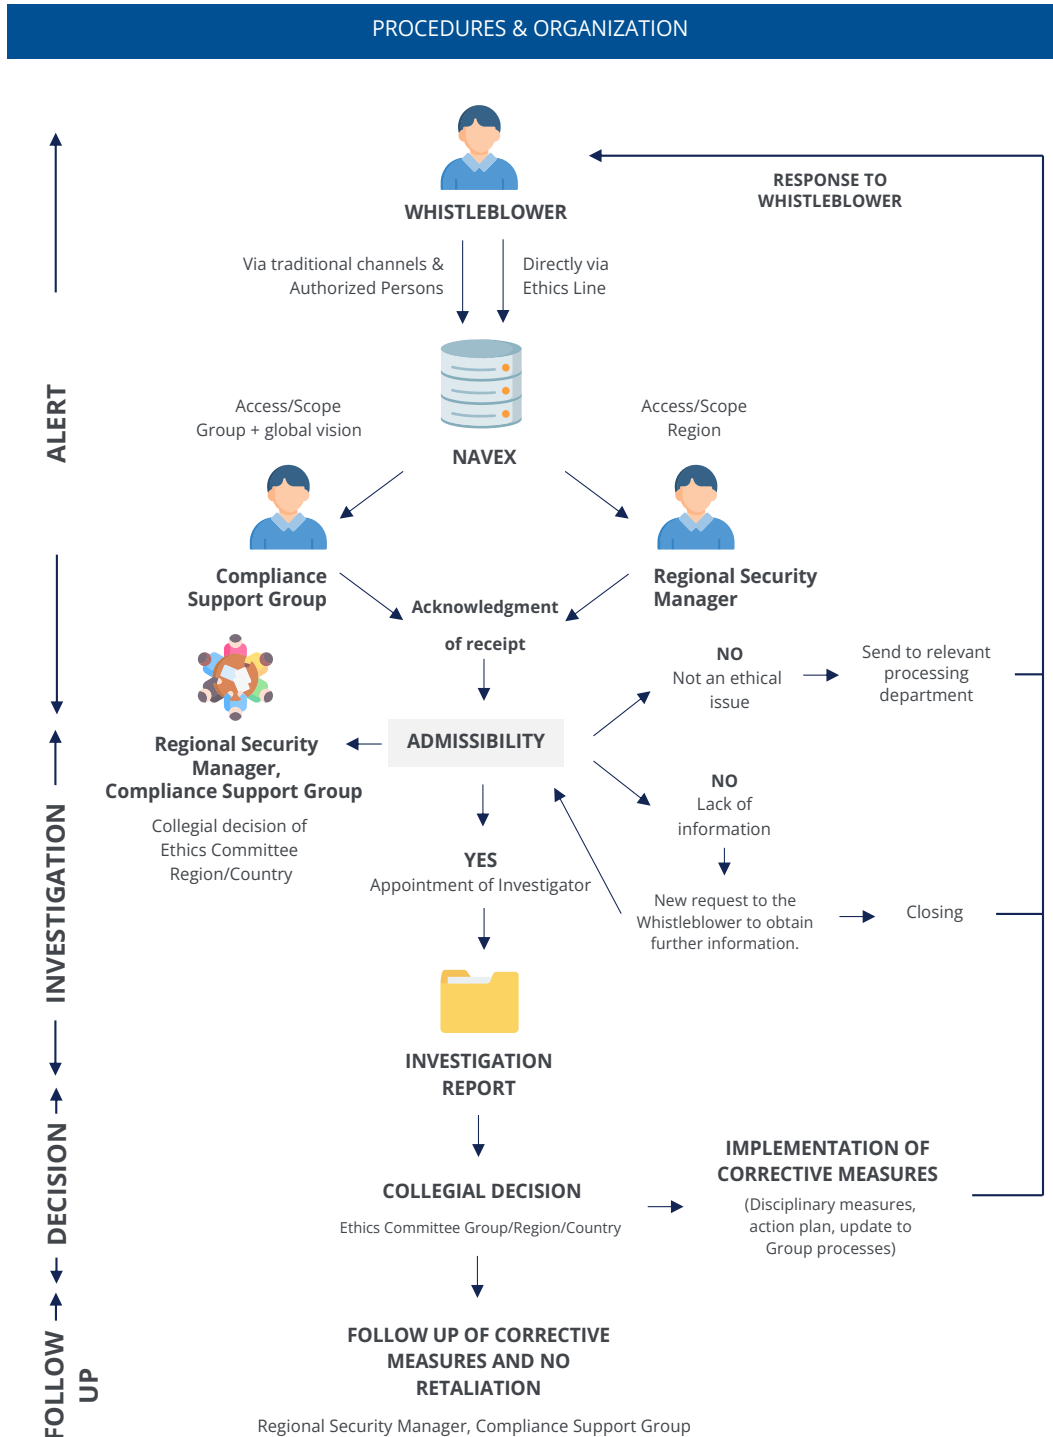 PROCEDURES & ORGANIZATION
WHISTLEBLOWER
RESPONSE TO
WHISTLEBLOWER
Via traditional channels &
Authorized Persons
Directly via
Ethics Line
ALERT
Access/Scope
Group + global vision
Access/Scope
Region
NAVEX
Compliance
Support Group
Regional Security
Manager
Acknowledgment
of receipt
NO
Not an ethical
issue
Send to relevant
processing
department
ADMISSIBILITY
Regional Security
Manager,
Compliance Support Group
Collegial decision of
Ethics Committee
Region/Country
NO
Lack of
information
INVESTIGATION
YES
Appointment of Investigator
New request to the
Whistleblower to obtain
further information.
Closing
INVESTIGATION
REPORT
DECISION
COLLEGIAL DECISION
Ethics Committee Group/Region/Country
IMPLEMENTATION OF
CORRECTIVE MEASURES
(Disciplinary measures,
action plan, update to
Group processes)
FOLLOW
UP
FOLLOW UP OF CORRECTIVE
MEASURES AND NO
RETALIATION
Regional Security Manager, Compliance Support Group